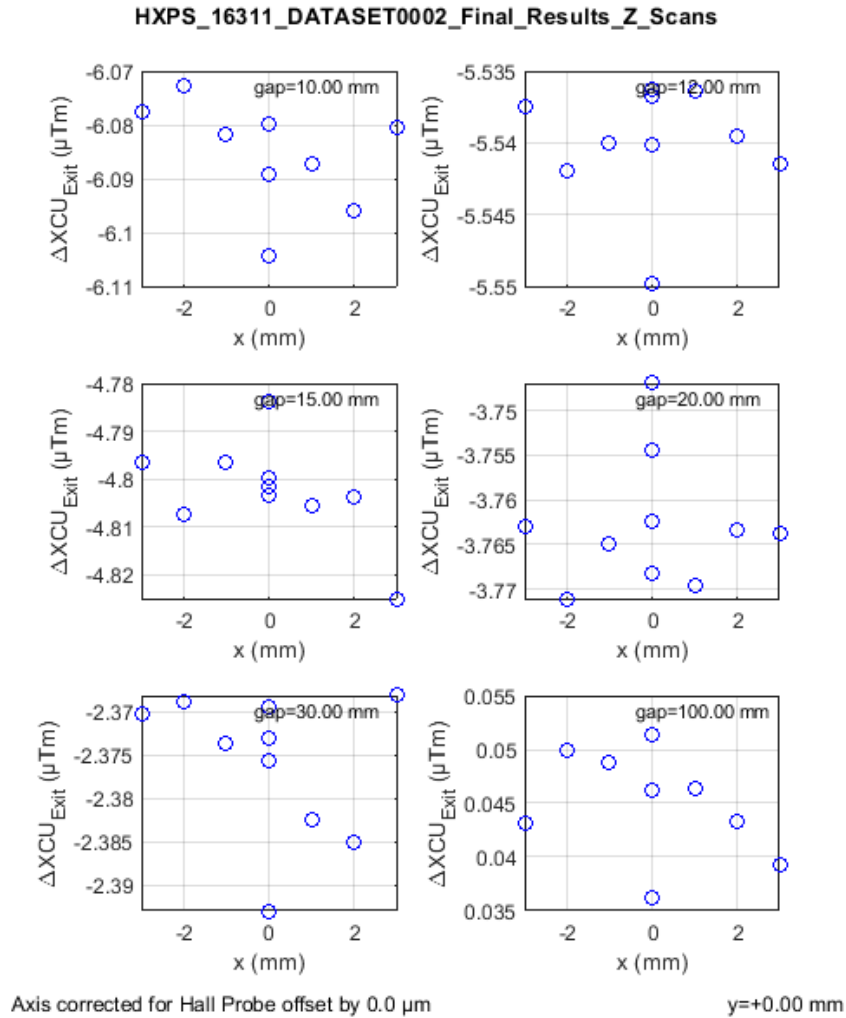 HXPS_16311_DATASET0002_Final_Results_Z_Scans
-6.07
-6.08
-6.09
-6.1
-6.11
ΔXCU_Exit (μTm)
gap=10.00 mm
-2 0 2
x (mm)
-5.535
-5.54
-5.545
-5.55
ΔXCU_Exit (μTm)
gap=12.00 mm
-2 0 2
x (mm)
-4.78
-4.79
-4.8
-4.81
-4.82
ΔXCU_Exit (μTm)
gap=15.00 mm
-2 0 2
x (mm)
-3.75
-3.755
-3.76
-3.765
-3.77
ΔXCU_Exit (μTm)
gap=20.00 mm
-2 0 2
x (mm)
-2.37
-2.375
-2.38
-2.385
-2.39
ΔXCU_Exit (μTm)
gap=30.00 mm
-2 0 2
x (mm)
0.055
0.05
0.045
0.04
0.035
ΔXCU_Exit (μTm)
gap=100.00 mm
-2 0 2
x (mm)
Axis corrected for Hall Probe offset by 0.0 μm
y=+0.00 mm